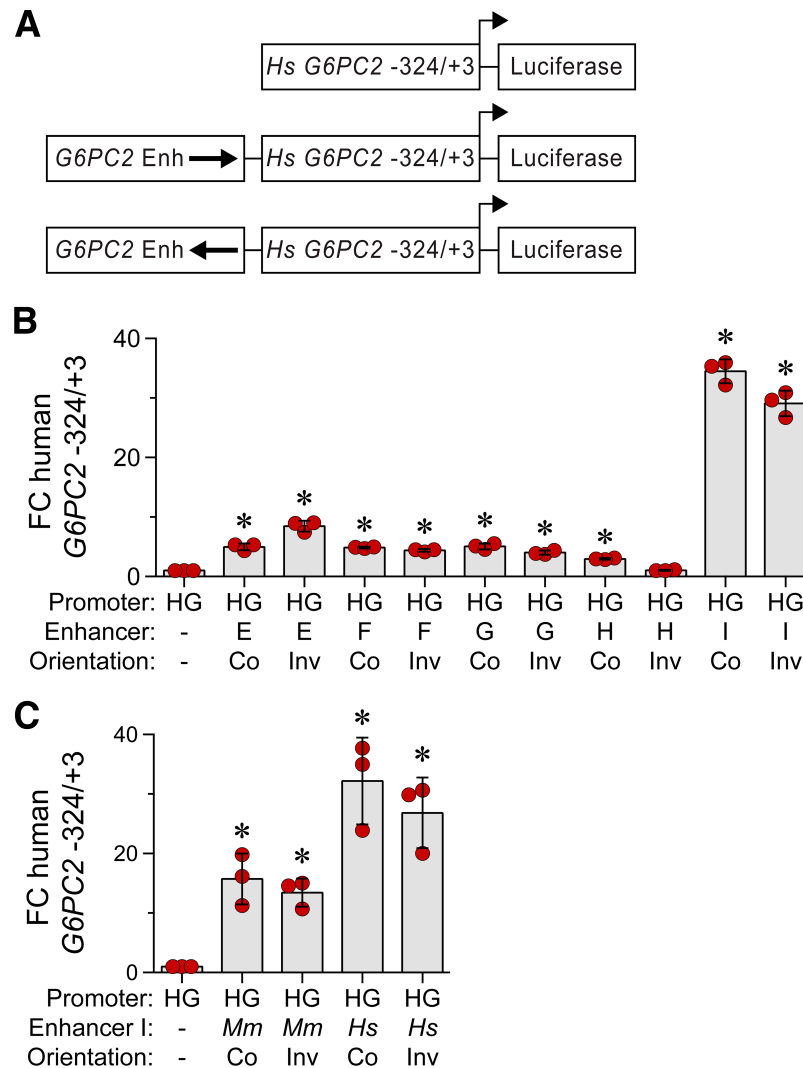 A
Hs G6PC2 -324/+3 Luciferase
G6PC2 Enh Hs G6PC2 -324/+3 Luciferase
G6PC2 Enh Hs G6PC2 -324/+3 Luciferase
B
FC human
G6PC2 -324/+3
40
20
0
* * * * * * * * *
Promoter: HG HG HG HG HG HG HG HG HG HG HG
Enhancer: - E E F F G G H H I I
Orientation: - Co Inv Co Inv Co Inv Co Inv Co Inv
C
FC human
G6PC2 -324/+3
40
20
0
* * * *
Promoter: HG HG HG HG HG
Enhancer I: - Mm Mm Hs Hs
Orientation: - Co Inv Co Inv